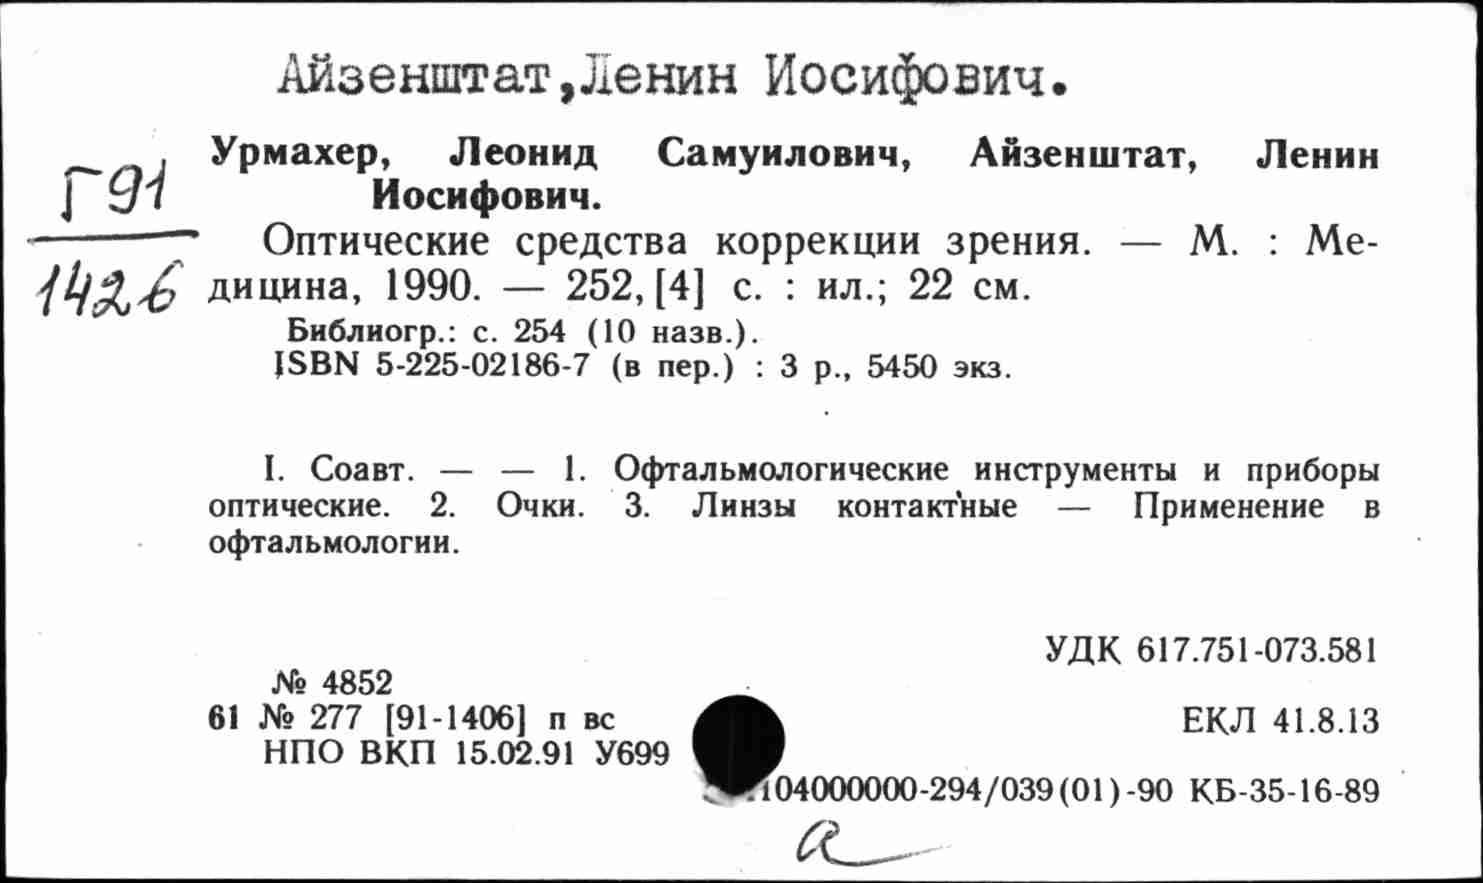 Айзенштат,Ленин Иосифович.
Урмахер, Леонид Самуилович, Айзенштат, Ленин
Иосифович.
Г91
1426
Оптические средства коррекции зрения. — М. : Ме-
дицина, 1990. — 252, [4] с. : ил.; 22 см.
Библиогр.: с. 254 (10 назв.).
ISBN 5-225-02186-7 (в пер.) : 3 р., 5450 экз.
I. Соавт. — — 1. Офтальмологические инструменты и приборы
оптические. 2. Очки. 3. Линзы контактные — Применение в
офтальмологии.
УДК 617.751-073.581
№ 4852
61 № 277 [91-1406] п вс
ЕКЛ 41.8.13
НПО ВКП 15.02.91 У699
104000000-294/039(01)-90 КБ-35-16-89
а